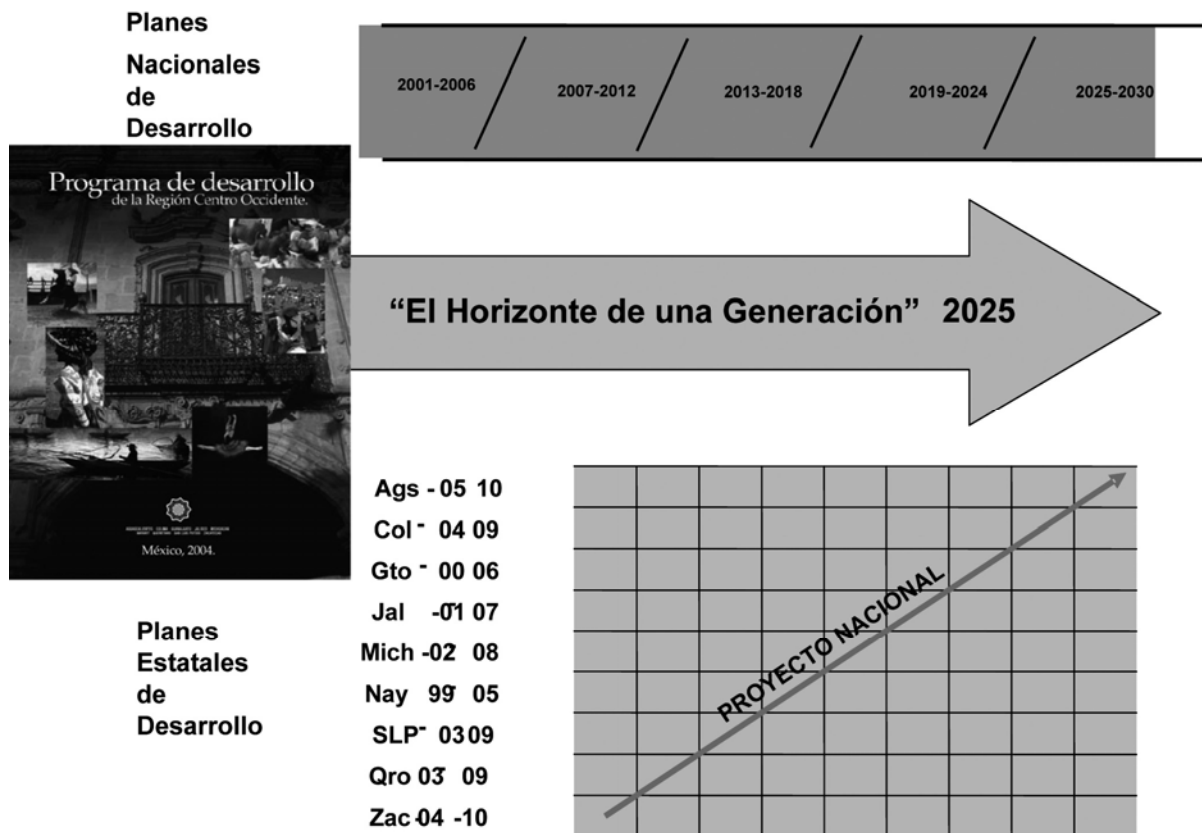 Planes
Nacionales
de
Desarrollo
2001-2006
2007-2012
2013-2018
2019-2024
2025-2030
Programa de desarrollo
de la Región Centro Occidente.
México, 2004.
“El Horizonte de una Generación” 2025
Planes
Estatales
de
Desarrollo
Ags - 05 10
Col - 04 09
Gto - 00 06
Jal -01 07
Mich -02 08
Nay 99 05
SLP - 03 09
Qro 03 09
Zac -04 -10
PROYECTO NACIONAL